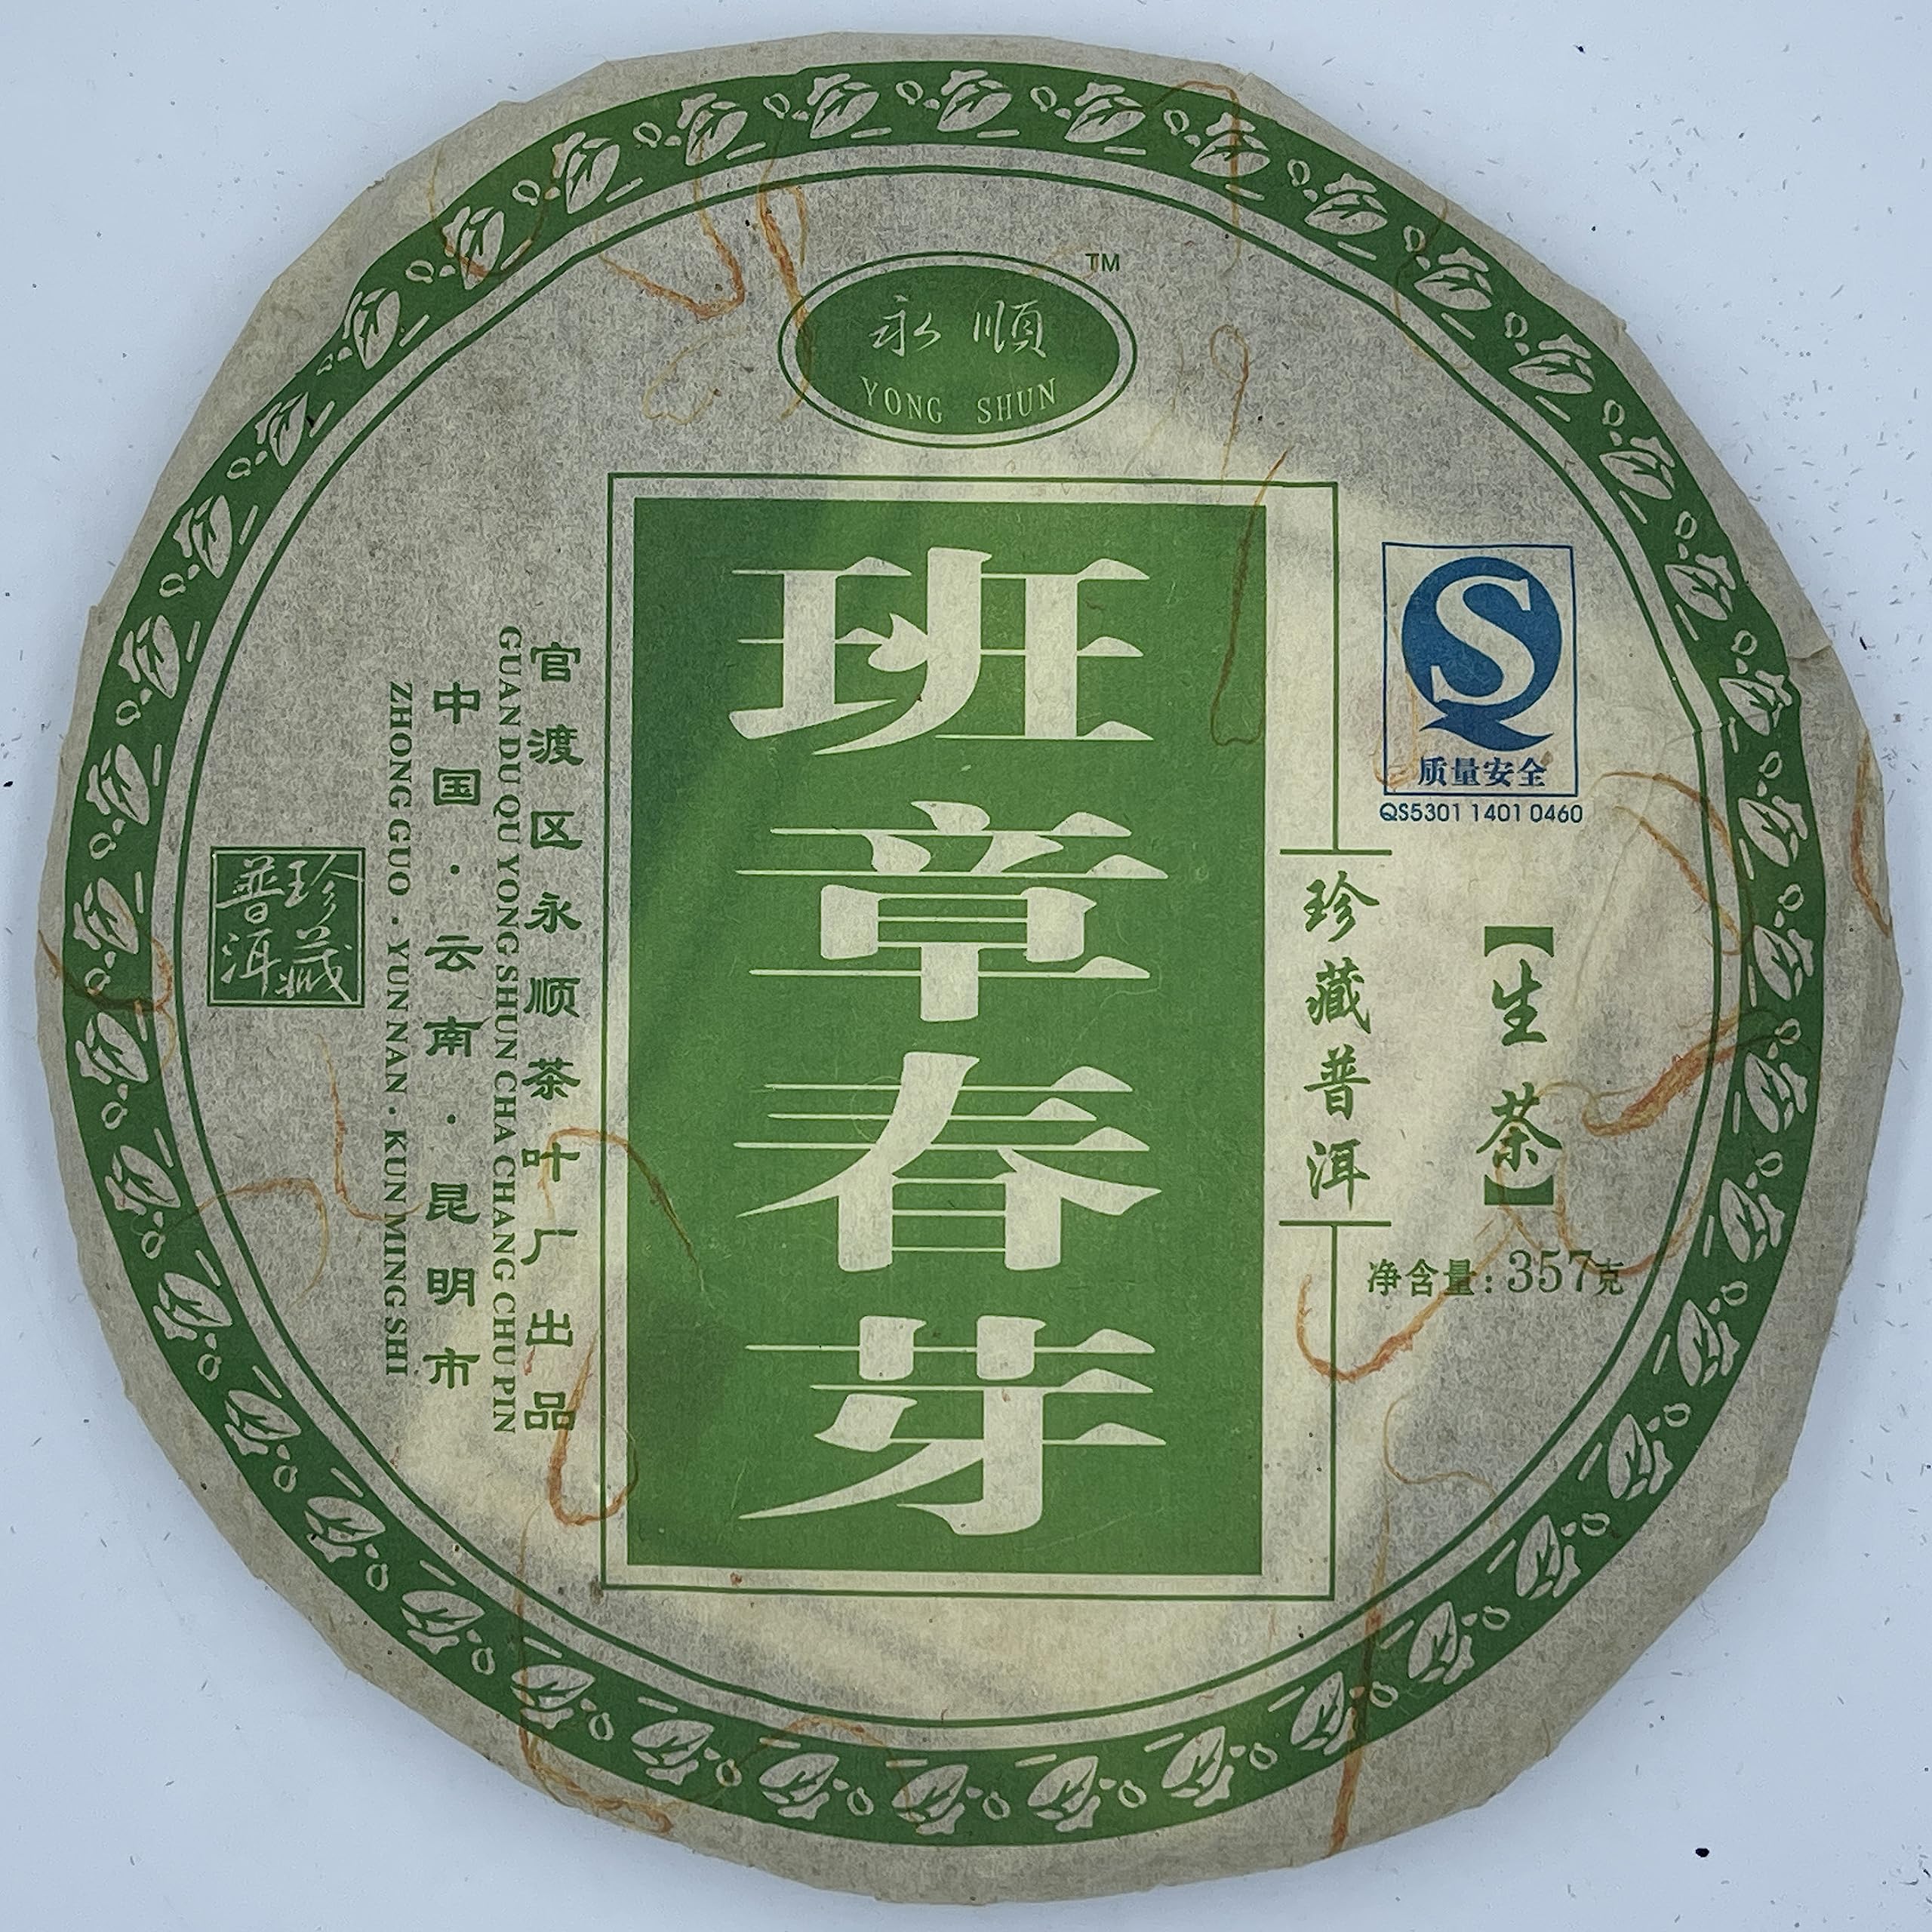 永順
YONG SHUN
TM
班章春芽
质量安全
QS5301 1401 0460
【生茶】
珍藏普洱
净含量:357克
官渡区永顺茶叶厂出品
GUAN DU QU YONG SHUN CHA CHANG CHU PIN
中国·云南·昆明市
ZHONG GUO · YUN NAN · KUN MING SHI
珍藏
普洱